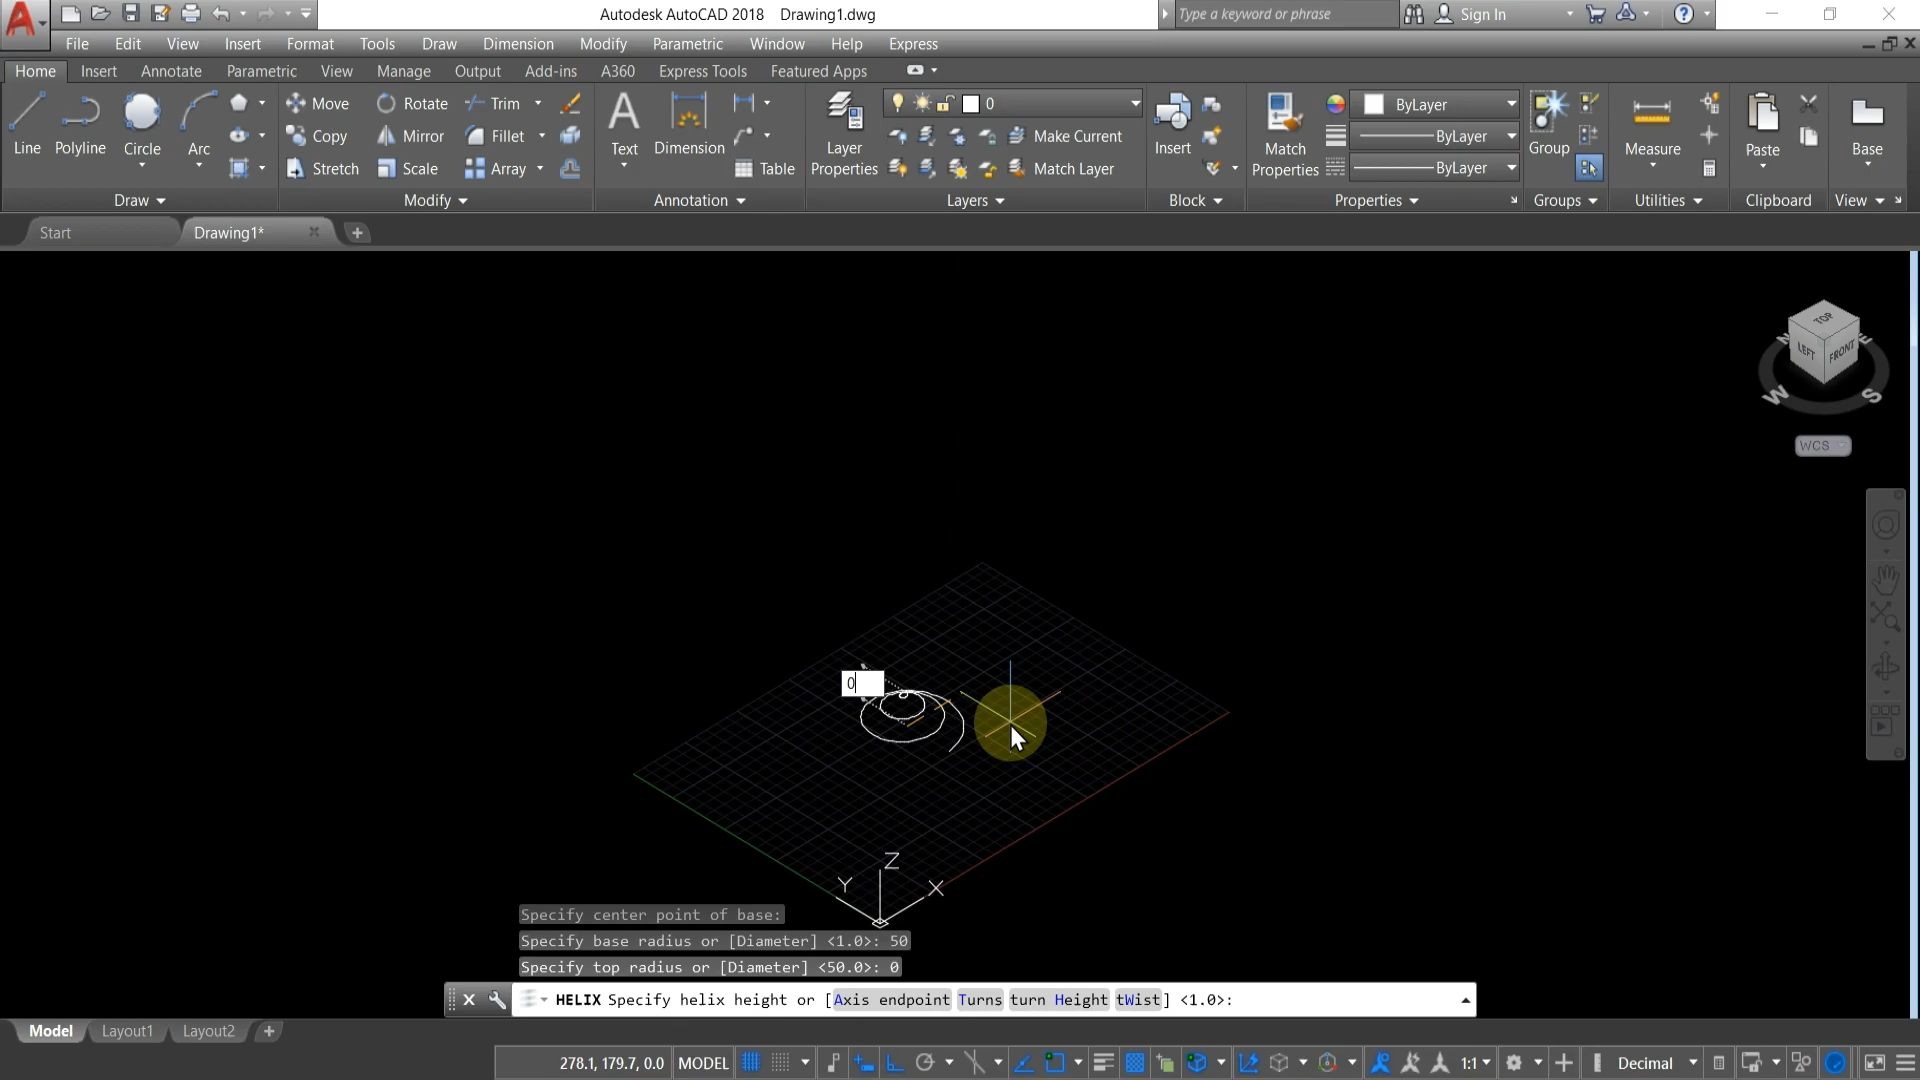 Autodesk AutoCAD 2018 Drawing1.dwg
Type a keyword or phrase
Sign In
File Edit View Insert Format Tools Draw Dimension Modify Parametric Window Help Express
Home Insert Annotate Parametric View Manage Output Add-ins A360 Express Tools Featured Apps
Line Polyline Circle Arc
Move Rotate Trim
Copy Mirror Fillet
Stretch Scale Array
Text Dimension Table
Layer Properties
0
Make Current
Match Layer
Insert
Match Properties
ByLayer
ByLayer
ByLayer
Group Measure Paste Base
Draw Modify Annotation Layers Block Properties Groups Utilities Clipboard View
Start Drawing1*
TOP
LEFT FRONT
N E
W S
WCS
0
Z
Y X
Specify center point of base:
Specify base radius or [Diameter] <1.0>: 50
Specify top radius or [Diameter] <50.0>: 0
HELIX Specify helix height or [Axis endpoint Turns turn Height tWist] <1.0>:
Model Layout1 Layout2
278.1, 179.7, 0.0 MODEL 1:1 Decimal